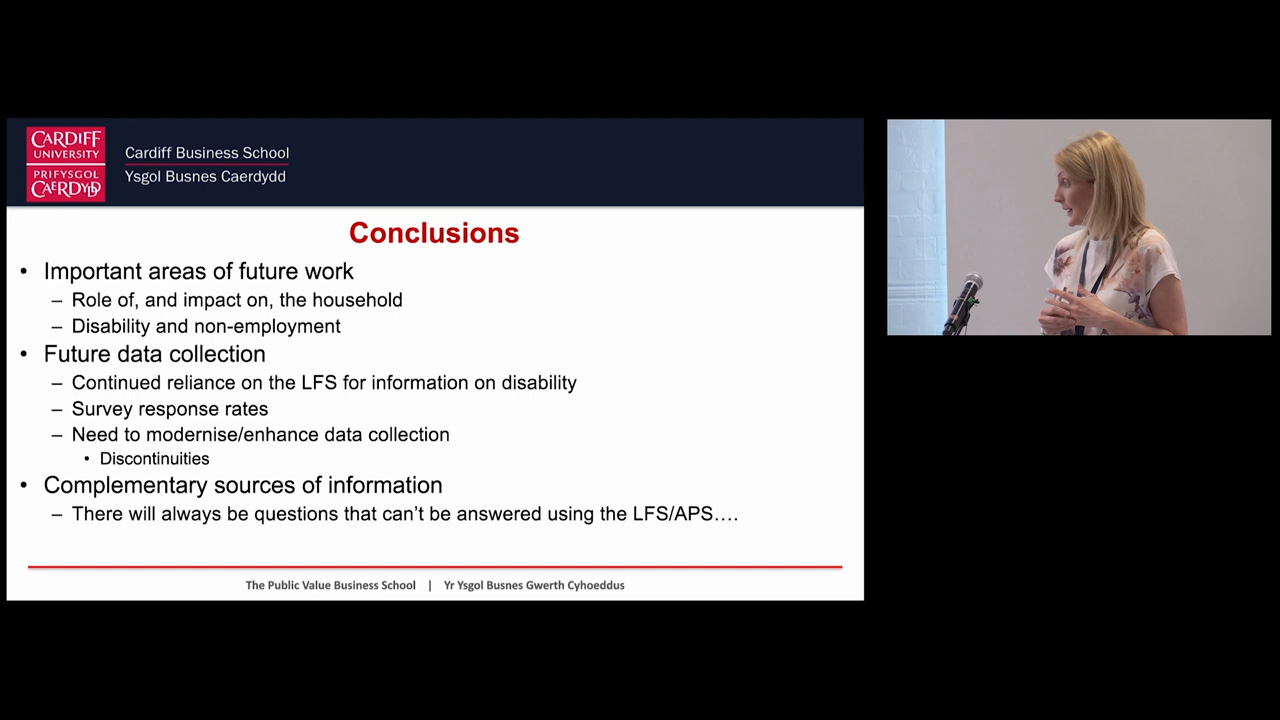 CARDIFF
UNIVERSITY
PRIFYSGOL
CAERDYDD
Cardiff Business School
Ysgol Busnes Caerdydd
Conclusions
• Important areas of future work
– Role of, and impact on, the household
– Disability and non-employment
• Future data collection
– Continued reliance on the LFS for information on disability
– Survey response rates
– Need to modernise/enhance data collection
• Discontinuities
• Complementary sources of information
– There will always be questions that can’t be answered using the LFS/APS….
The Public Value Business School | Yr Ysgol Busnes Gwerth Cyhoeddus